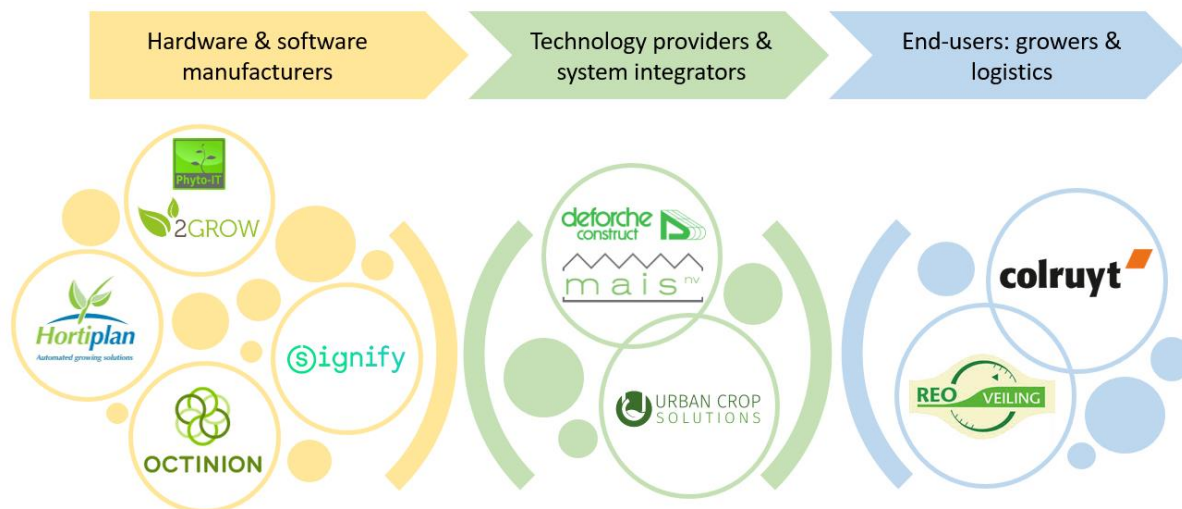 Hardware & software
manufacturers
Technology providers &
system integrators
End-users: growers &
logistics
Phyto-IT
2GROW
Hortiplan
Automated growing solutions
signify
OCTINION
deforche
construct
mais nv
URBAN CROP
SOLUTIONS
colruyt
REO VEILING